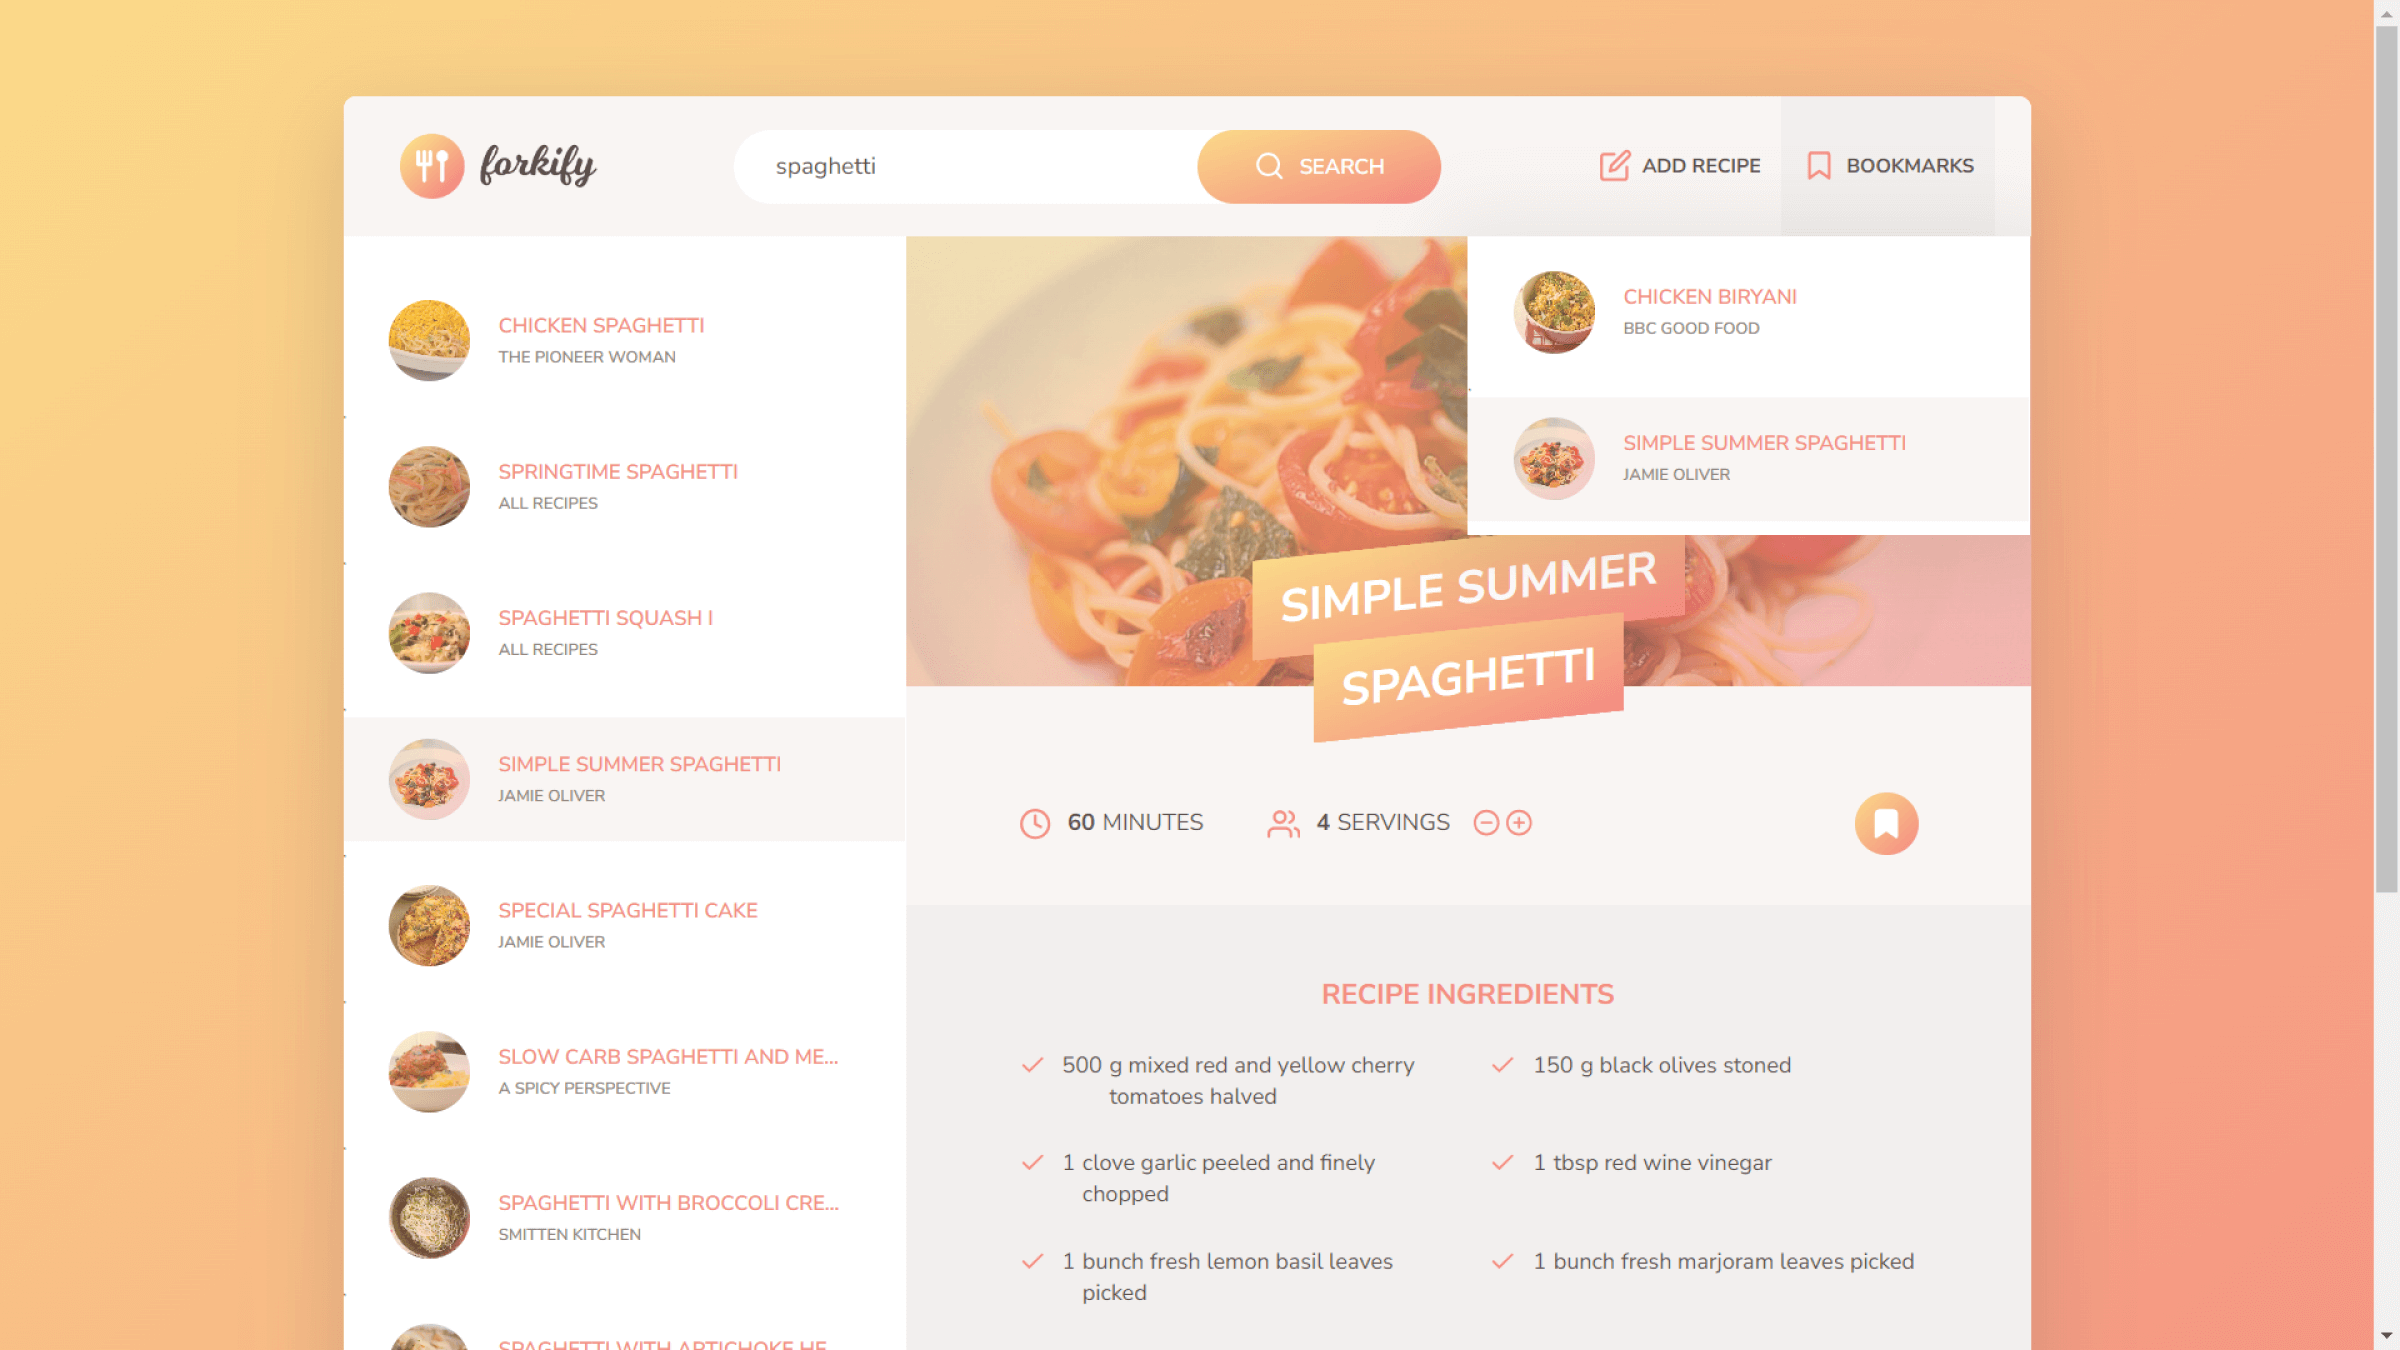 forkify
spaghetti
SEARCH
ADD RECIPE
BOOKMARKS
CHICKEN SPAGHETTI
THE PIONEER WOMAN
SPRINGTIME SPAGHETTI
ALL RECIPES
SPAGHETTI SQUASH I
ALL RECIPES
SIMPLE SUMMER SPAGHETTI
JAMIE OLIVER
SPECIAL SPAGHETTI CAKE
JAMIE OLIVER
SLOW CARB SPAGHETTI AND ME...
A SPICY PERSPECTIVE
SPAGHETTI WITH BROCCOLI CRE...
SMITTEN KITCHEN
SPAGHETTI WITH ARTICHOKE HE
CHICKEN BIRYANI
BBC GOOD FOOD
SIMPLE SUMMER SPAGHETTI
JAMIE OLIVER
SIMPLE SUMMER
SPAGHETTI
60 MINUTES
4 SERVINGS
RECIPE INGREDIENTS
500 g mixed red and yellow cherry
tomatoes halved
150 g black olives stoned
1 clove garlic peeled and finely
chopped
1 tbsp red wine vinegar
1 bunch fresh lemon basil leaves
picked
1 bunch fresh marjoram leaves picked